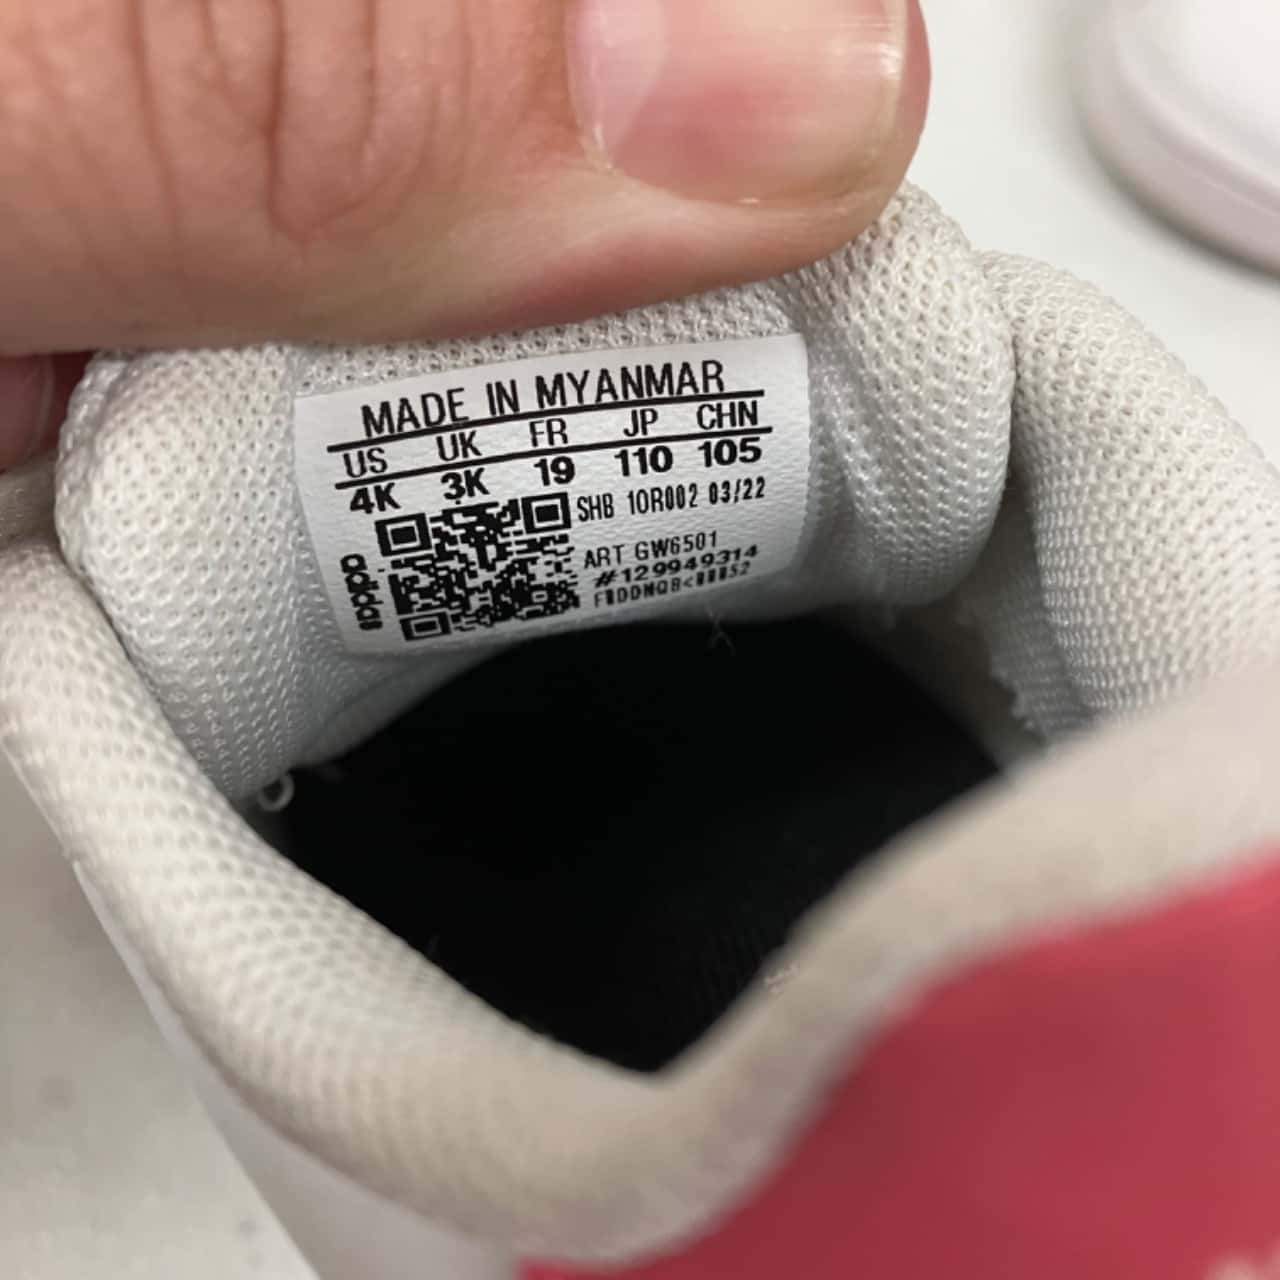 MADE IN MYANMAR
US UK FR JP CHN
4K 3K 19 110 105
SHB 10R002 03/22
ART GW6501
#129949314
adidas